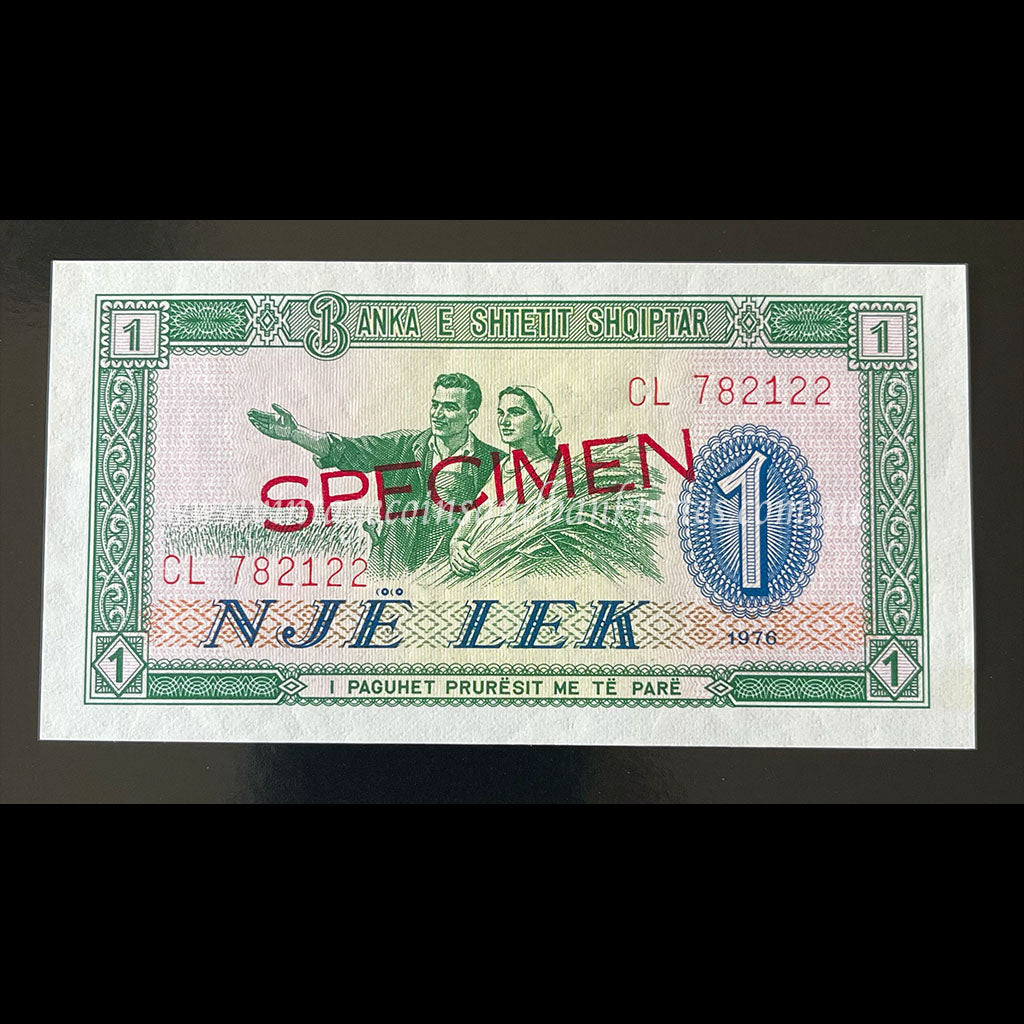 1 BANKA E SHTETIT SHQIPTAR 1
CL 782122
SPECIMEN
1
CL 782122
NJË LEK
1976
1 I PAGUHET PRURËSIT ME TË PARË 1